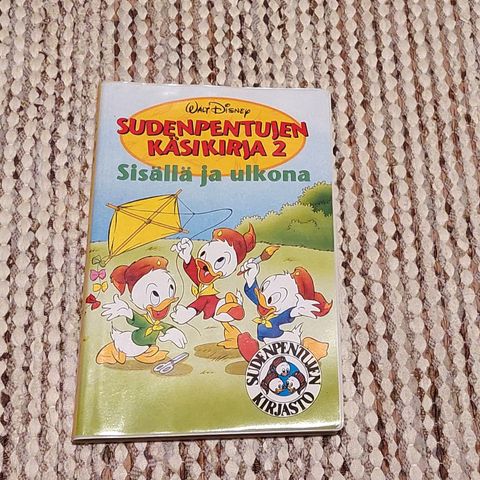 WALT DISNEY
SUDENPENTUJEN
KÄSIKIRJA 2
Sisällä ja ulkona
SUDENPENTUJEN
KIRJASTO